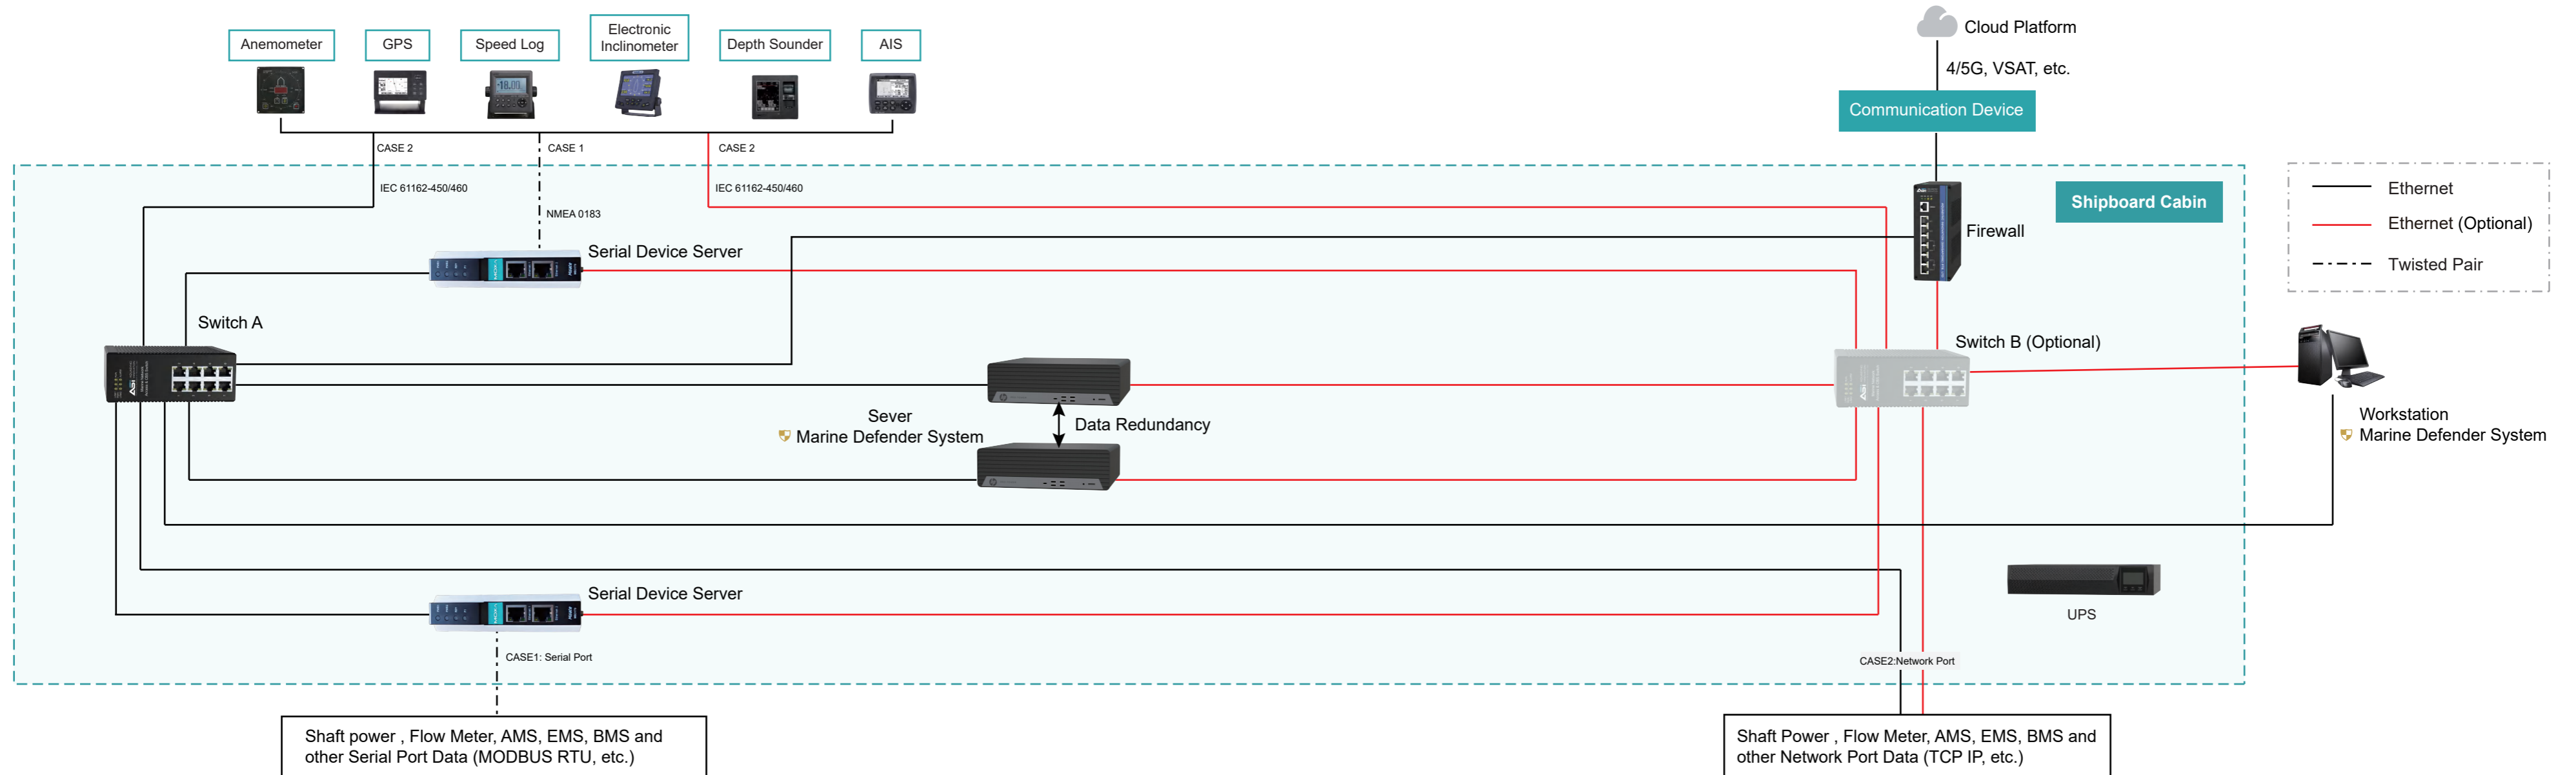 Anemometer
GPS
Speed Log
Electronic
Inclinometer
Depth Sounder
AIS
Cloud Platform
4/5G, VSAT, etc.
Communication Device
CASE 2
CASE 1
CASE 2
IEC 61162-450/460
NMEA 0183
IEC 61162-450/460
Shipboard Cabin
Ethernet
Ethernet (Optional)
Twisted Pair
Firewall
Serial Device Server
Switch A
Switch B (Optional)
Sever
Marine Defender System
Data Redundancy
Workstation
Marine Defender System
Serial Device Server
UPS
CASE1: Serial Port
CASE2:Network Port
Shaft power , Flow Meter, AMS, EMS, BMS and
other Serial Port Data (MODBUS RTU, etc.)
Shaft Power , Flow Meter, AMS, EMS, BMS and
other Network Port Data (TCP IP, etc.)